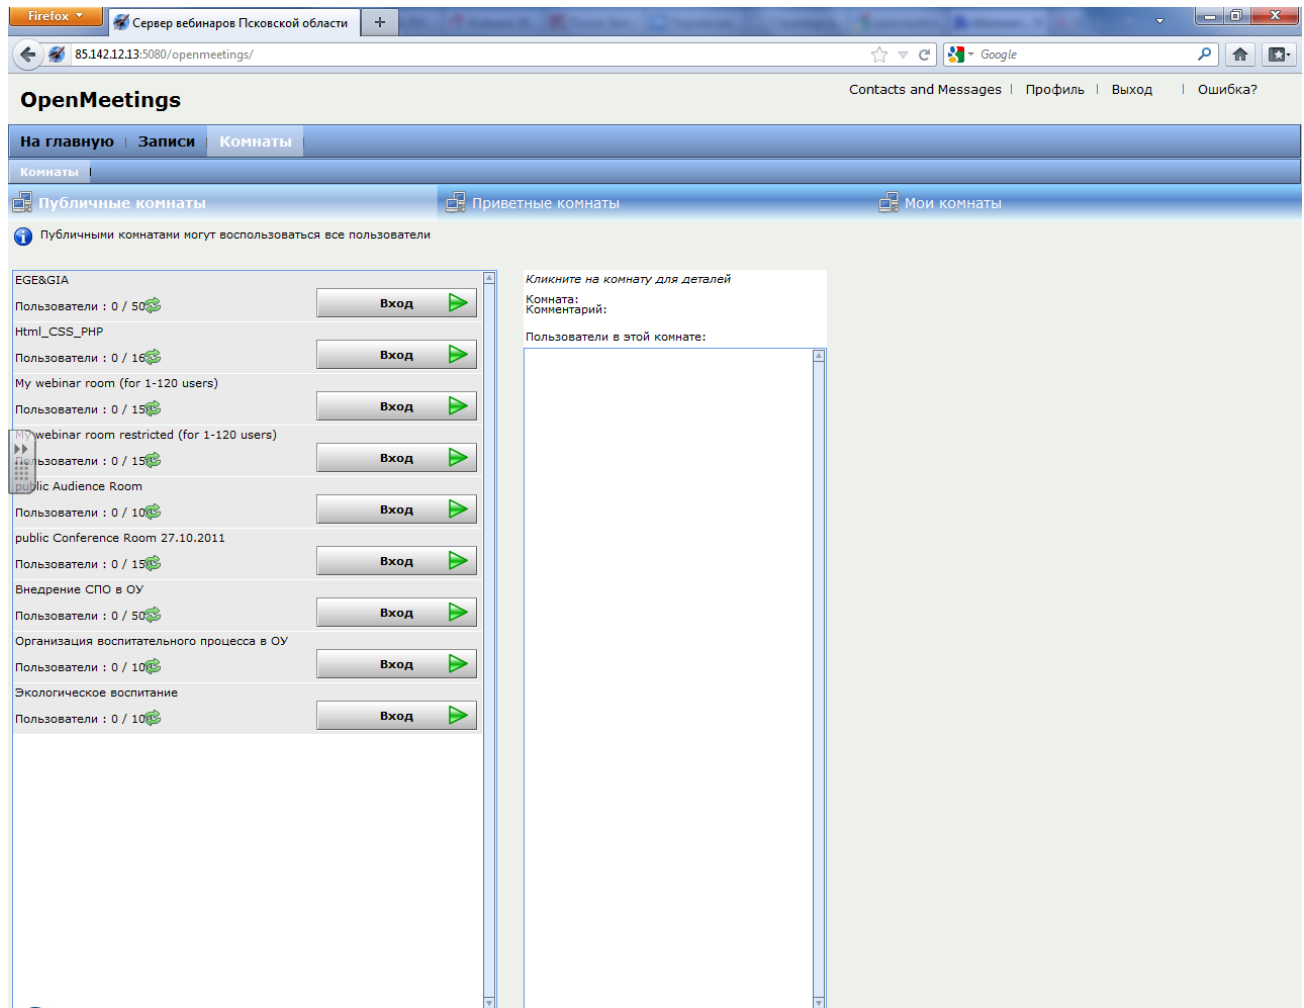 Firefox
Сервер вебинаров Псковской области
85.142.12.13:5080/openmeetings/
Google
OpenMeetings
Contacts and Messages | Профиль | Выход | Ошибка?
На главную | Записи | Комнаты
Комнаты
Публичные комнаты
Приветные комнаты
Мои комнаты
Публичными комнатами могут воспользоваться все пользователи
EGE&GIA
Пользователи : 0 / 50
Вход
Html_CSS_PHP
Пользователи : 0 / 16
Вход
My webinar room (for 1-120 users)
Пользователи : 0 / 15
Вход
My webinar room restricted (for 1-120 users)
Пользователи : 0 / 15
Вход
public Audience Room
Пользователи : 0 / 10
Вход
public Conference Room 27.10.2011
Пользователи : 0 / 15
Вход
Внедрение СПО в ОУ
Пользователи : 0 / 50
Вход
Организация воспитательного процесса в ОУ
Пользователи : 0 / 10
Вход
Экологическое воспитание
Пользователи : 0 / 10
Вход
Кликните на комнату для деталей
Комната:
Комментарий:
Пользователи в этой комнате: